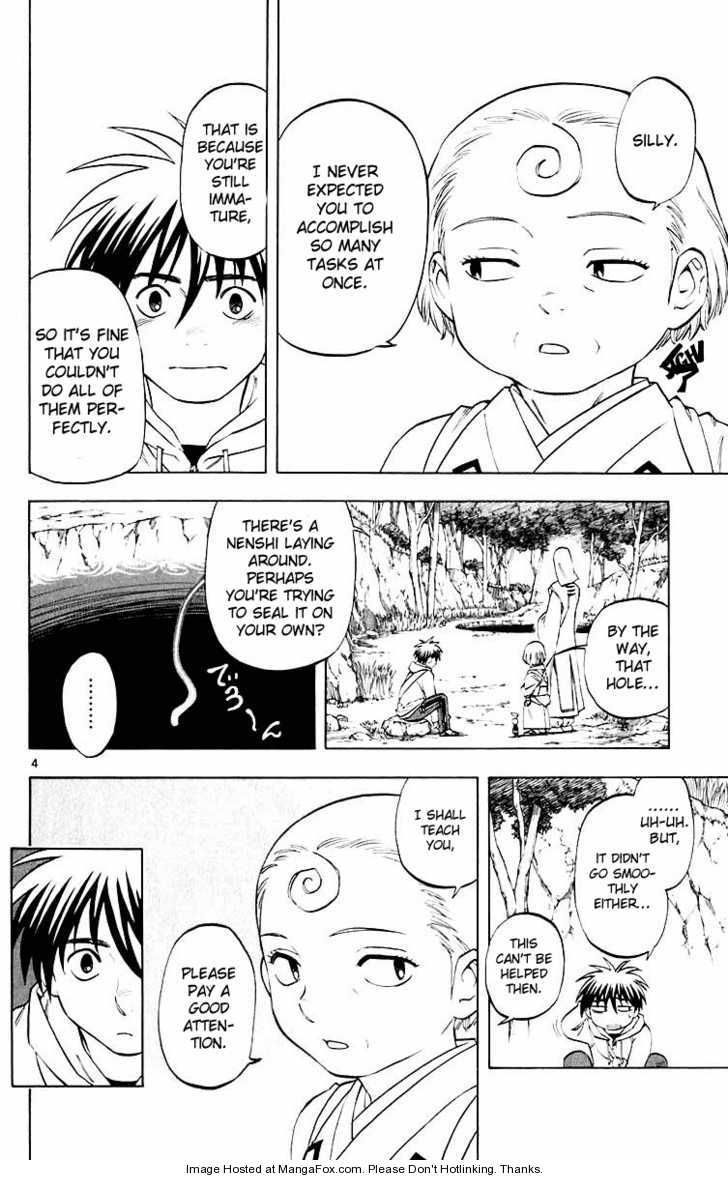 SILLY.
I NEVER
EXPECTED
YOU TO
ACCOMPLISH
SO MANY
TASKS AT
ONCE.
THAT IS
BECAUSE
YOU'RE
STILL
IMMA-
TURE,
SO IT'S FINE
THAT YOU
COULDN'T
DO ALL OF
THEM PER-
FECTLY.
BY THE
WAY,
THAT
HOLE...
THERE'S A
NENSHI LAYING
AROUND.
PERHAPS
YOU'RE TRYING
TO SEAL IT ON
YOUR OWN?
.........
でろ〜ん
4
......
UH-UH.
BUT,
IT DIDN'T
GO SMOO-
THLY
EITHER...
THIS
CAN'T BE
HELPED
THEN.
I SHALL
TEACH
YOU,
PLEASE
PAY A
GOOD
ATTEN-
TION.
Image Hosted at MangaFox.com. Please Don't Hotlinking. Thanks.